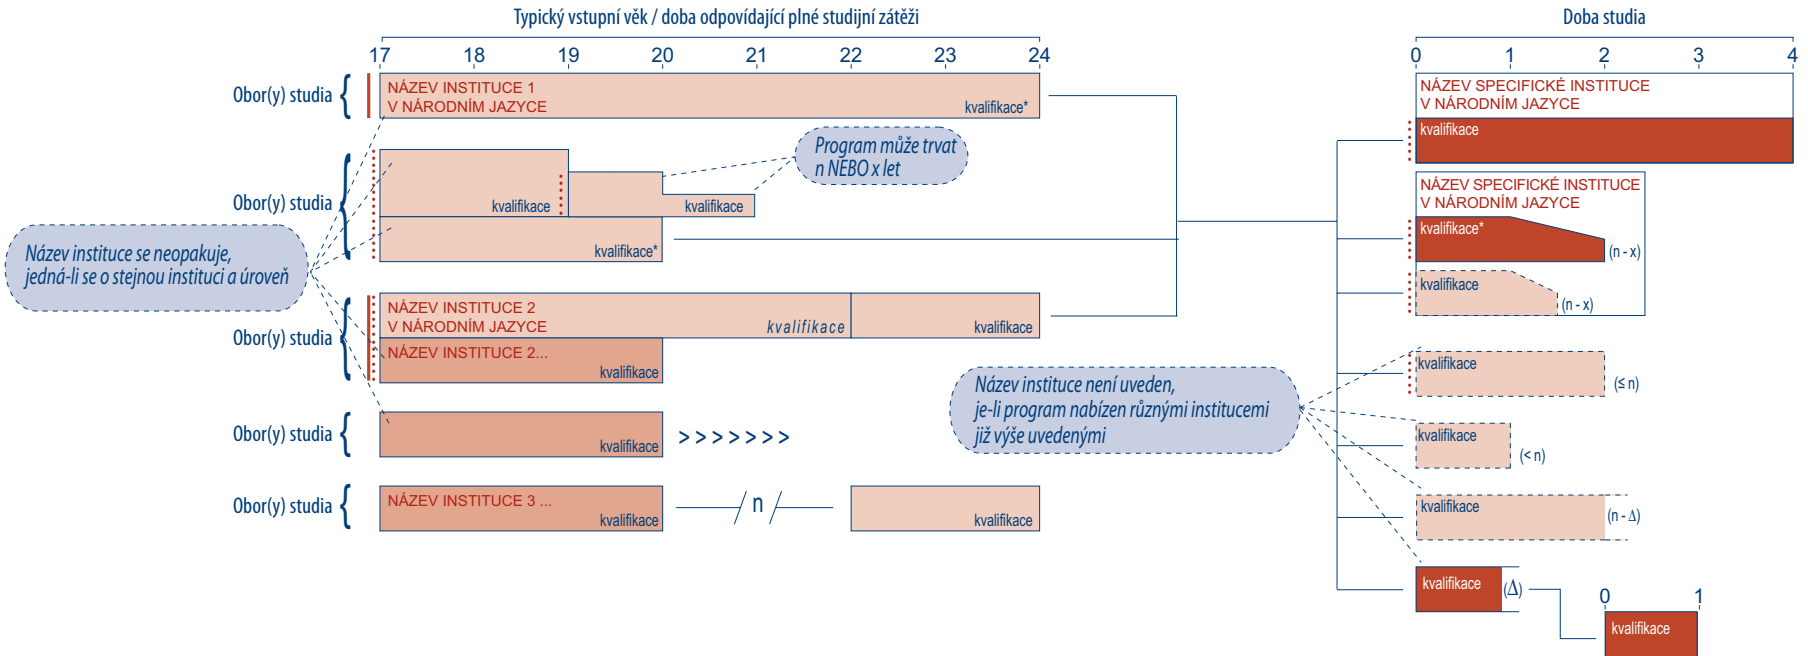 Typický vstupní věk / doba odpovídající plné studijní zátěži
17 18 19 20 21 22 23 24
Obor(y) studia {
NÁZEV INSTITUCE 1
V NÁRODNÍM JAZYCE
kvalifikace*
Program může trvat
n NEBO x let
Obor(y) studia {
kvalifikace
kvalifikace
kvalifikace*
Název instituce se neopakuje,
jedná-li se o stejnou instituci a úroveň
Obor(y) studia {
NÁZEV INSTITUCE 2
V NÁRODNÍM JAZYCE
kvalifikace
kvalifikace
NÁZEV INSTITUCE 2...
kvalifikace
Obor(y) studia {
kvalifikace
> > > > > > >
Obor(y) studia {
NÁZEV INSTITUCE 3 ...
kvalifikace
/ n /
kvalifikace
Název instituce není uveden,
je-li program nabízen různými institucemi
již výše uvedenými
Doba studia
0 1 2 3 4
NÁZEV SPECIFICKÉ INSTITUCE
V NÁRODNÍM JAZYCE
kvalifikace
NÁZEV SPECIFICKÉ INSTITUCE
V NÁRODNÍM JAZYCE
kvalifikace*
(n - x)
kvalifikace
(n - x)
kvalifikace
(≤ n)
kvalifikace
(< n)
kvalifikace
(n - Δ)
kvalifikace
(Δ)
0 1
kvalifikace